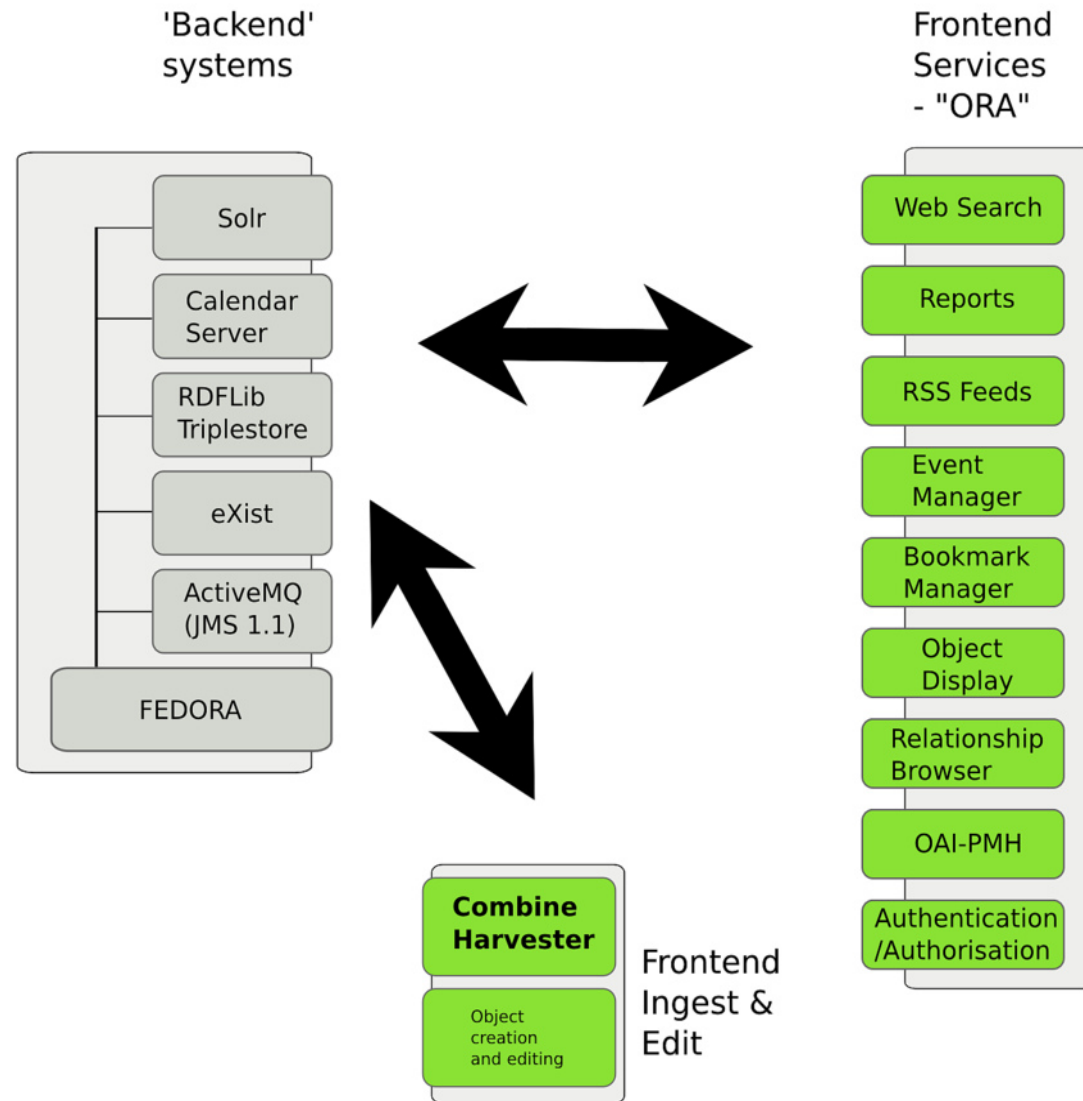 'Backend'
systems
Solr
Calendar
Server
RDFLib
Triplestore
eXist
ActiveMQ
(JMS 1.1)
FEDORA
Frontend
Services
- "ORA"
Web Search
Reports
RSS Feeds
Event
Manager
Bookmark
Manager
Object
Display
Relationship
Browser
OAI-PMH
Authentication
/Authorisation
Combine
Harvester
Object
creation
and editing
Frontend
Ingest &
Edit